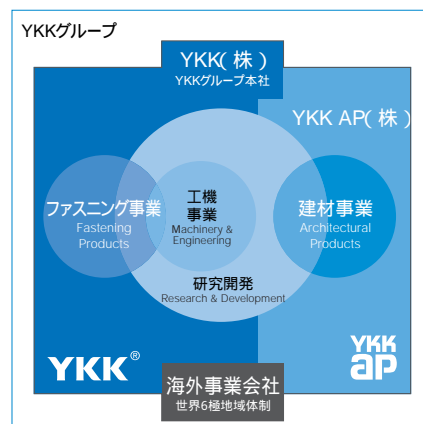 YKKグループ
YKK(株)
YKKグループ本社
YKK AP(株)
ファスニング事業
Fastening
Products
工機
事業
Machinery &
Engineering
建材事業
Architectural
Products
研究開発
Research & Development
YKK®
YKK
ap
海外事業会社
世界6極地域体制